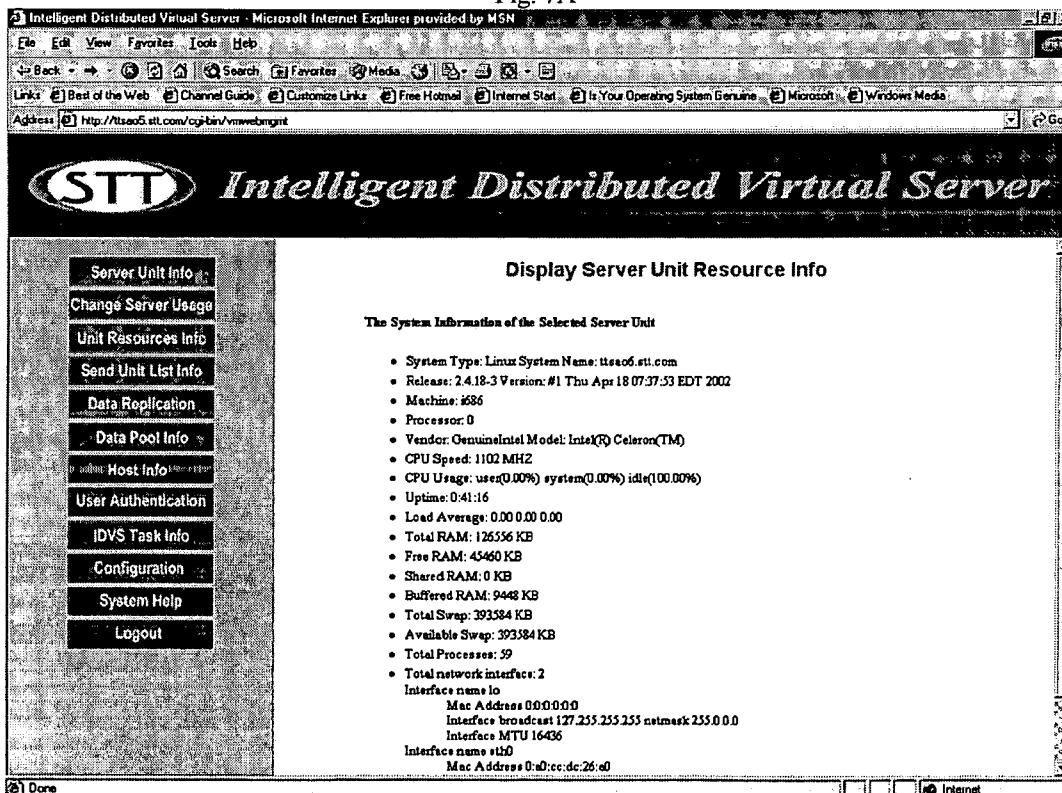 Fig. 7A
Intelligent Distributed Virtual Server - Microsoft Internet Explorer provided by MSN
File Edit View Favorites Tools Help
Back Search Favorites Media
Links Best of the Web Channel Guide Customize Links Free Hotmail Internet Start Is Your Operating System Genuine Microsoft Windows Media
Address http://ttsao5.stt.com/cgi-bin/vmwebmgmt Go
STT Intelligent Distributed Virtual Server
Server Unit Info
Change Server Usage
Unit Resources Info
Send Unit List Info
Data Replication
Data Pool Info
Host Info
User Authentication
IDVS Task Info
Configuration
System Help
Logout
Display Server Unit Resource Info
The System Information of the Selected Server Unit
• System Type: Linux System Name: ttsao6.stt.com
• Release: 2.4.18-3 Version: #1 Thu Apr 18 07:37:53 EDT 2002
• Machine: i686
• Processor: 0
• Vendor: GenuineIntel Model: Intel(R) Celeron(TM)
• CPU Speed: 1102 MHZ
• CPU Usage: user(0.00%) system(0.00%) idle(100.00%)
• Uptime: 0:41:16
• Load Average: 0.00 0.00 0.00
• Total RAM: 126556 KB
• Free RAM: 45460 KB
• Shared RAM: 0 KB
• Buffered RAM: 9448 KB
• Total Swap: 393584 KB
• Available Swap: 393584 KB
• Total Processes: 59
• Total network interface: 2
Interface name lo
Mac Address 0:0:0:0:0:0
Interface broadcast 127.255.255.255 netmask 255.0.0.0
Interface MTU 16436
Interface name eth0
Mac Address 0:a0:cc:dc:26:e0
Done Internet